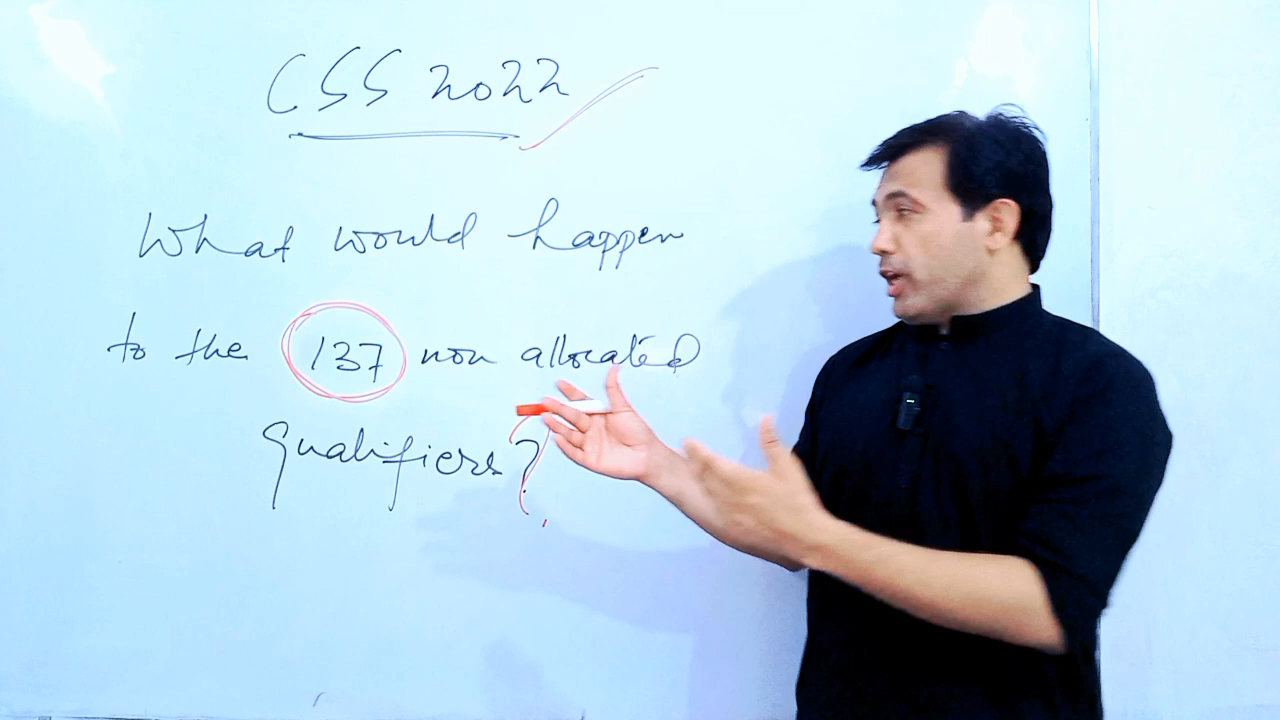 CSS 2022
What would happen
to the 137 non allocated
Qualifiers?